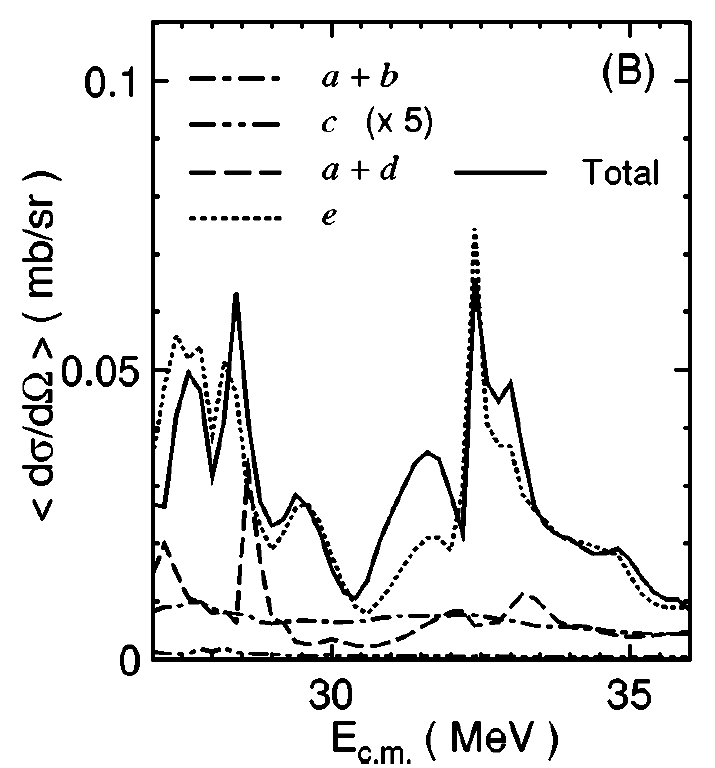 (B)
0.1
a + b
c (x 5)
a + d
Total
e
< dσ/dΩ > ( mb/sr )
0.05
0
30
35
E_c.m. ( MeV )